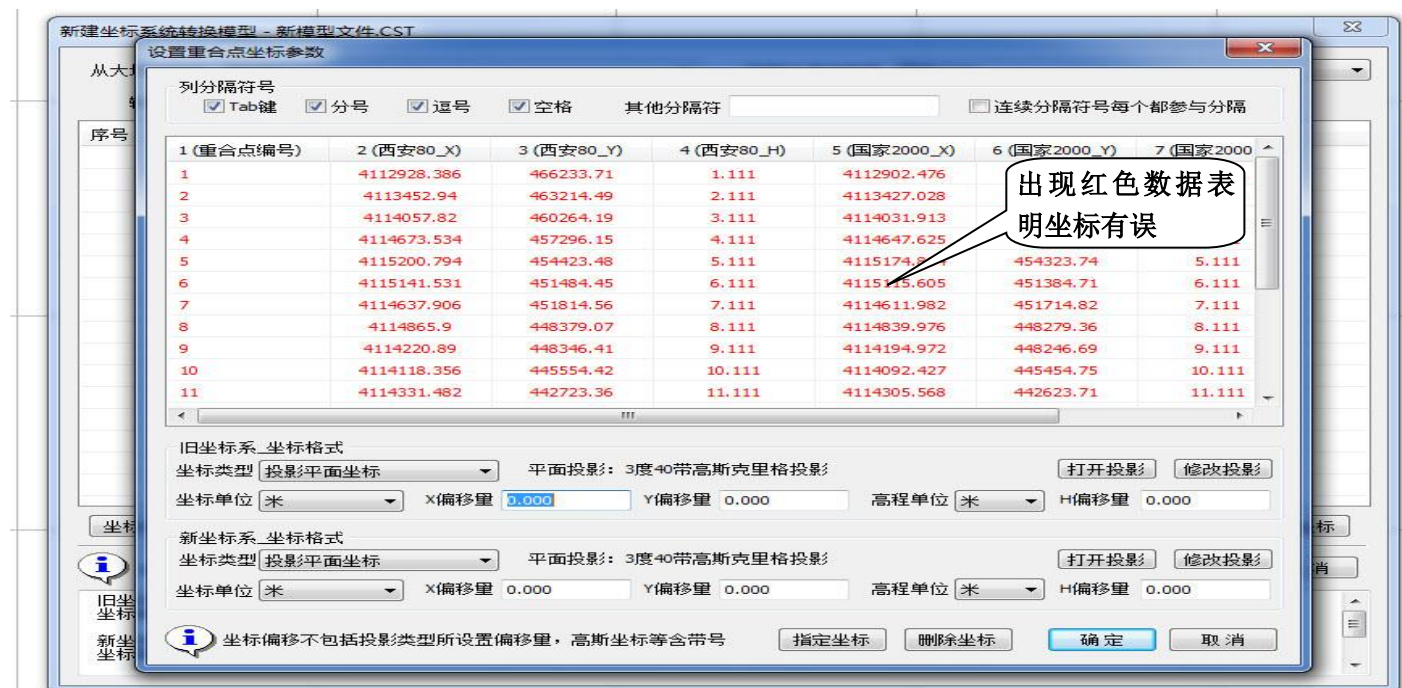 新建坐标系统转换模型 - 新模型文件.CST
设置重合点坐标参数
从大
列分隔符号
Tab键 分号 逗号 空格 其他分隔符 连续分隔符号每个都参与分隔
序号
1 (重合点编号) 2 (西安80_X) 3 (西安80_Y) 4 (西安80_H) 5 (国家2000_X) 6 (国家2000_Y) 7 (国家2000
1 4112928.386 466233.71 1.111 4112902.476
2 4113452.94 463214.49 2.111 4113427.028
3 4114057.82 460264.19 3.111 4114031.913
4 4114673.534 457296.15 4.111 4114647.625
出现红色数据表
明坐标有误
5 4115200.794 454423.48 5.111 454323.74 5.111
6 4115141.531 451484.45 6.111 4115115.605 451384.71 6.111
7 4114637.906 451814.56 7.111 4114611.982 451714.82 7.111
8 4114865.9 448379.07 8.111 4114839.976 448279.36 8.111
9 4114220.89 448346.41 9.111 4114194.972 448246.69 9.111
10 4114118.356 445554.42 10.111 4114092.427 445454.75 10.111
11 4114331.482 442723.36 11.111 4114305.568 442623.71 11.111
旧坐标系_坐标格式
坐标类型 投影平面坐标 平面投影: 3度40带高斯克里格投影 打开投影 修改投影
坐标单位 米 X偏移量 0.000 Y偏移量 0.000 高程单位 米 H偏移量 0.000
坐标 标
新坐标系_坐标格式
坐标类型 投影平面坐标 平面投影: 3度40带高斯克里格投影 打开投影 修改投影
消
坐标单位 米 X偏移量 0.000 Y偏移量 0.000 高程单位 米 H偏移量 0.000
旧坐
坐标
坐标偏移不包括投影类型所设置偏移量，高斯坐标等含带号 指定坐标 删除坐标 确定 取消
新坐
坐标